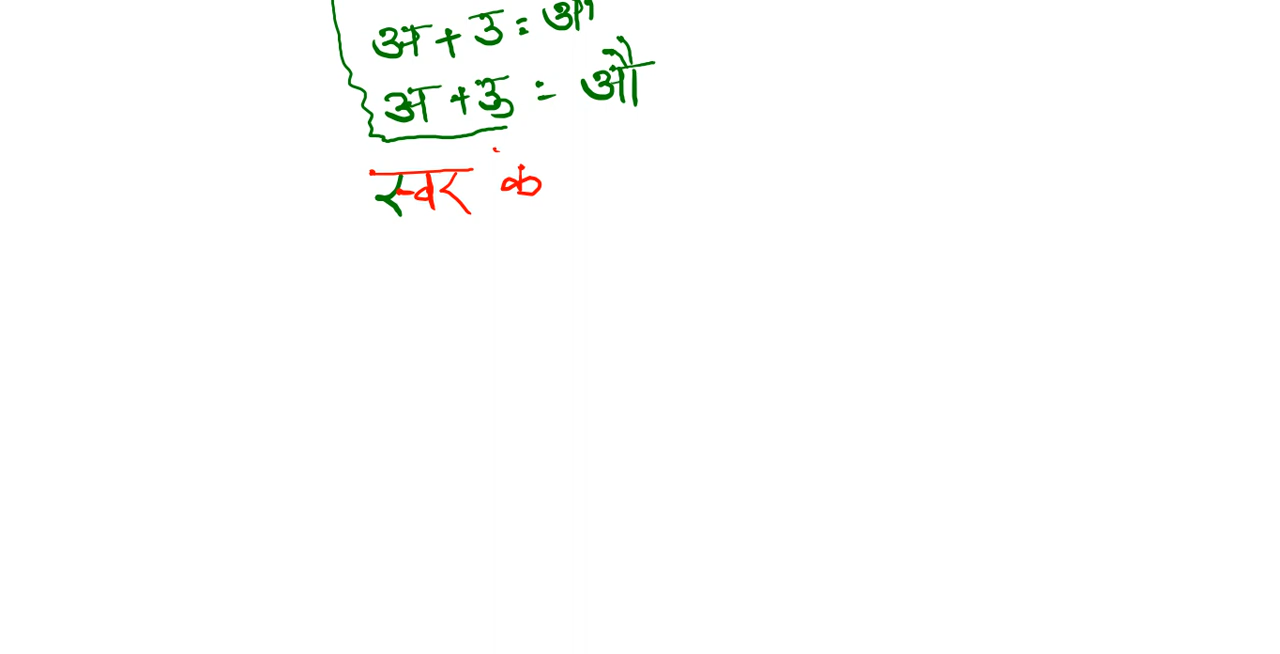 अ + उ = ओ
अ + ऊ = औ
स्वर क